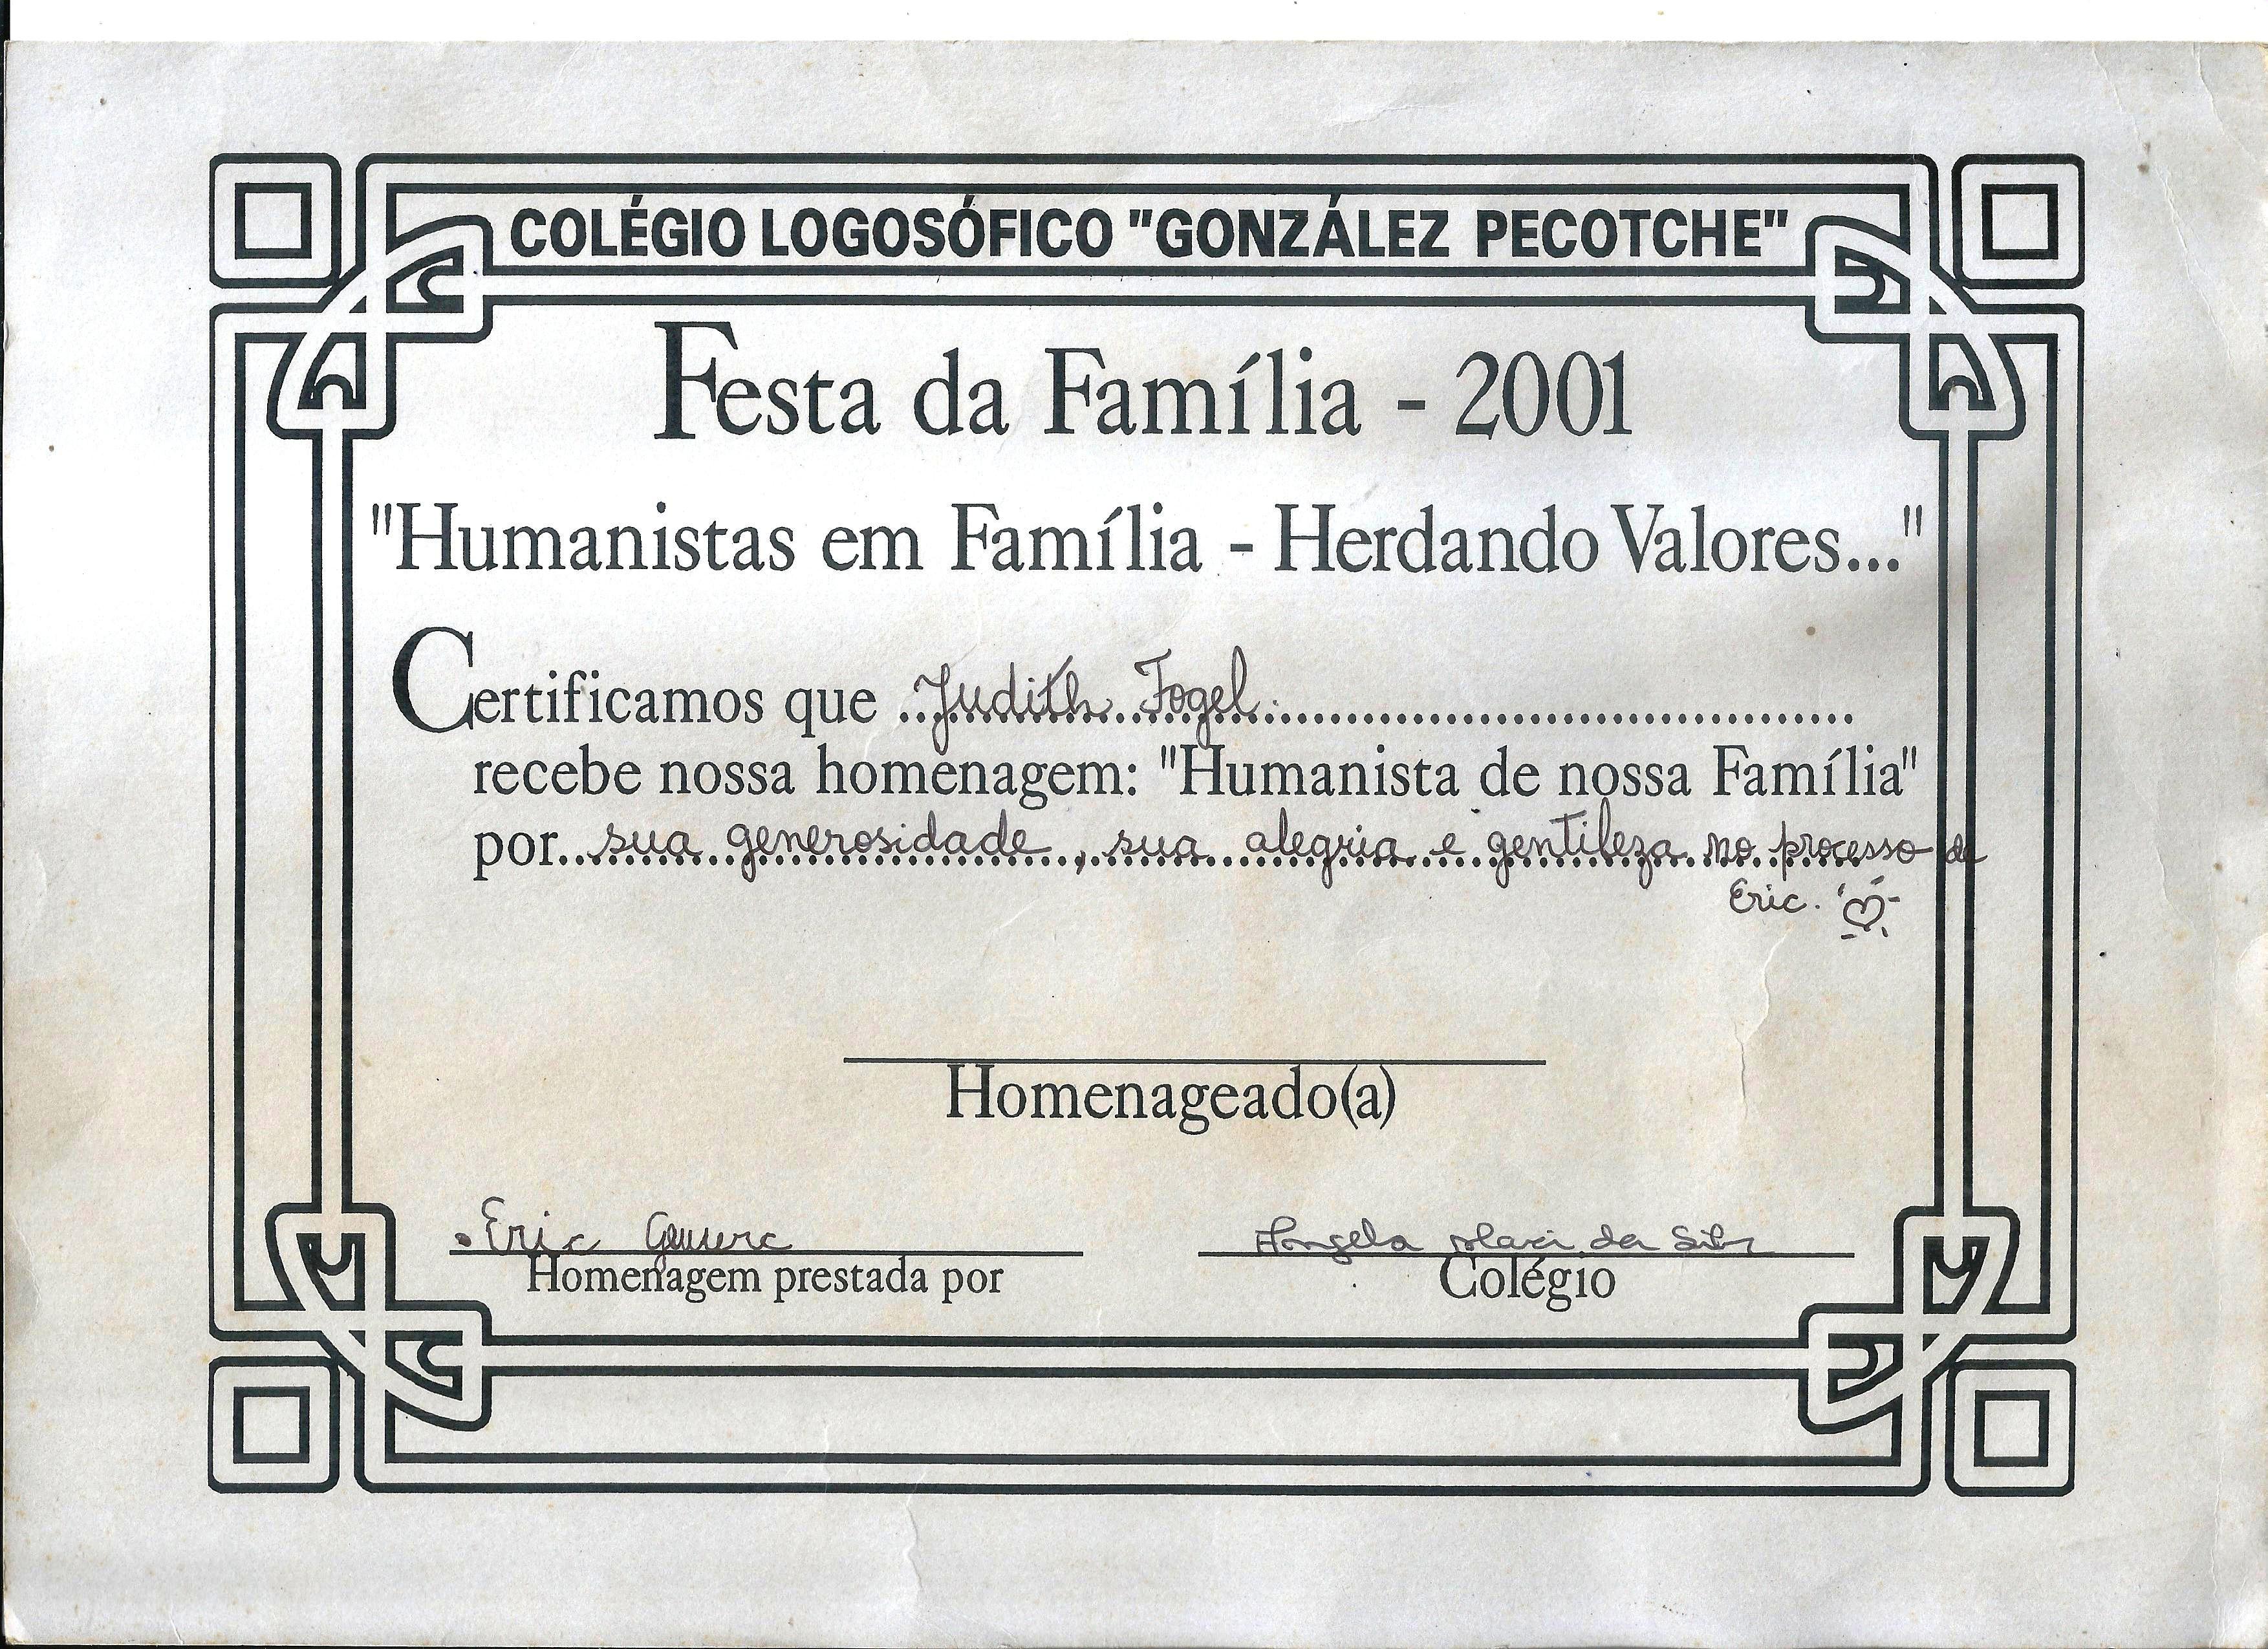 COLÉGIO LOGOSÓFICO "GONZÁLEZ PECOTCHE"
Festa da Família - 2001
"Humanistas em Família - Herdando Valores..."
Certificamos que Judith Fogel
recebe nossa homenagem: "Humanista de nossa Família"
por sua generosidade, sua alegria e gentileza no processo de
Eric.
Homenageado(a)
Eric
Homenagem prestada por
Angela da Silva
Colégio